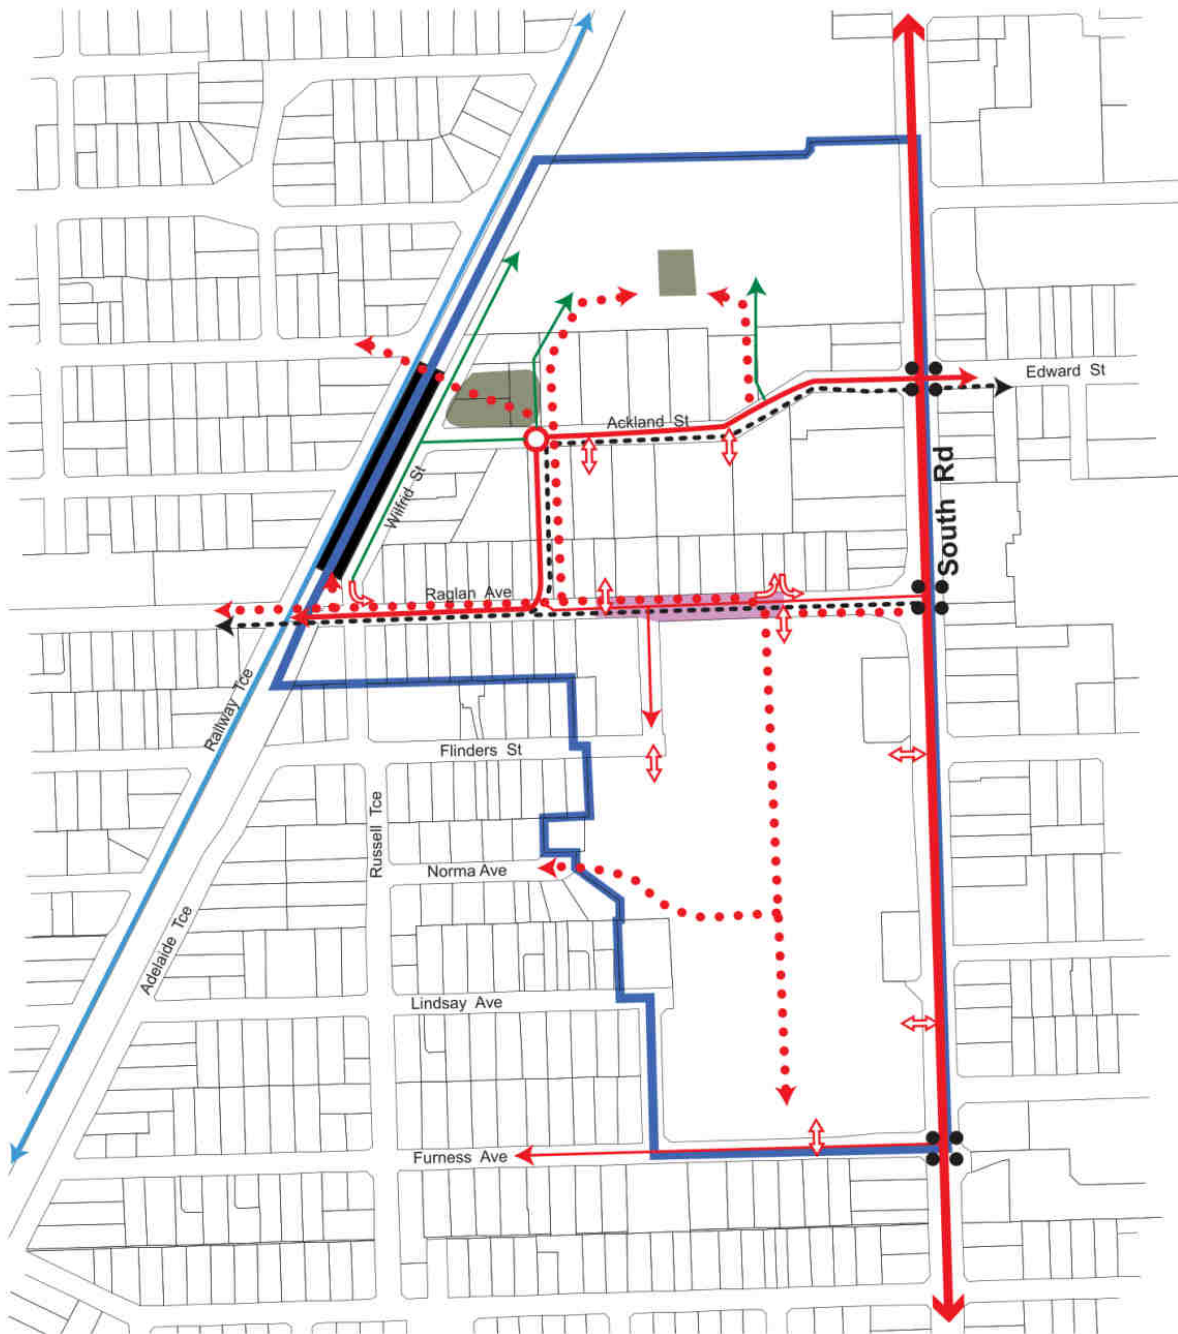 Edward St
Ackland St
South Rd
Wilfrid St
Raglan Ave
Railway Tce
Flinders St
Russell Tce
Norma Ave
Adelaide Tce
Lindsay Ave
Furness Ave